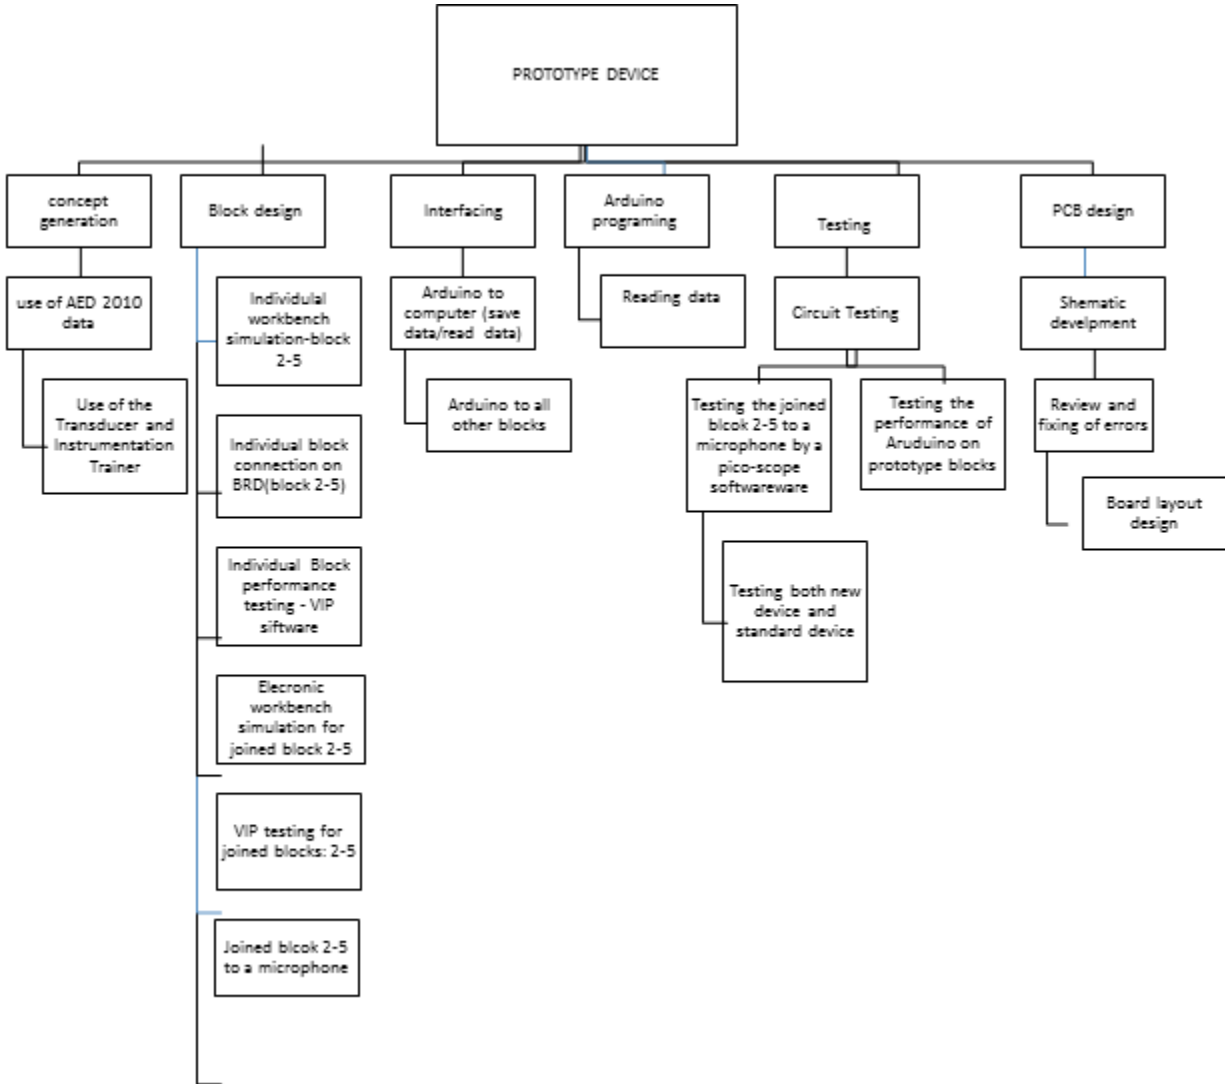 PROTOTYPE DEVICE
concept
generation
Block design
Interfacing
Arduino
programing
Testing
PCB design
use of AED 2010
data
Use of the
Transducer and
Instrumentation
Trainer
Individulal
workbench
simulation-block
2-5
Individual block
connection on
BRD(block 2-5)
Individual Block
performance
testing - VIP
siftware
Elecronic
workbench
simulation for
joined block 2-5
VIP testing for
joined blocks: 2-5
Joined blcok 2-5
to a microphone
Arduino to
computer (save
data/read data)
Arduino to all
other blocks
Reading data
Circuit Testing
Testing the joined
blcok 2-5 to a
microphone by a
pico-scope
softwareware
Testing both new
device and
standard device
Testing the
performance of
Aruduino on
prototype blocks
Shematic
develpment
Review and
fixing of errors
Board layout
design